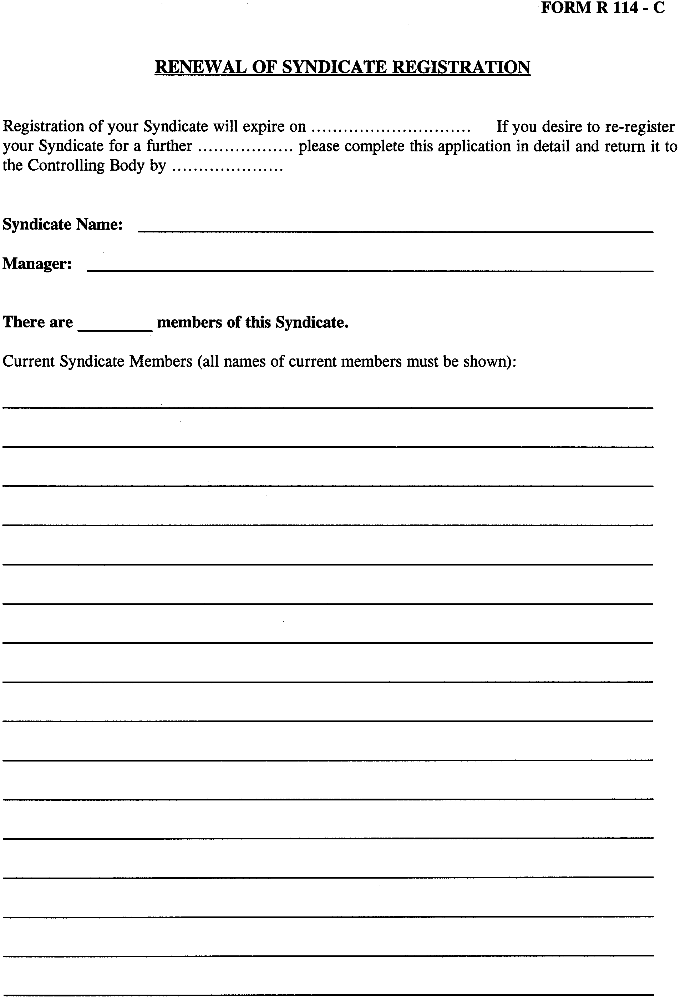 FORM R 114 - C
RENEWAL OF SYNDICATE REGISTRATION
Registration of your Syndicate will expire on .............................. If you desire to re-register
your Syndicate for a further .................. please complete this application in detail and return it to
the Controlling Body by .....................
Syndicate Name: ____________________
Manager: ____________________
There are ________ members of this Syndicate.
Current Syndicate Members (all names of current members must be shown):